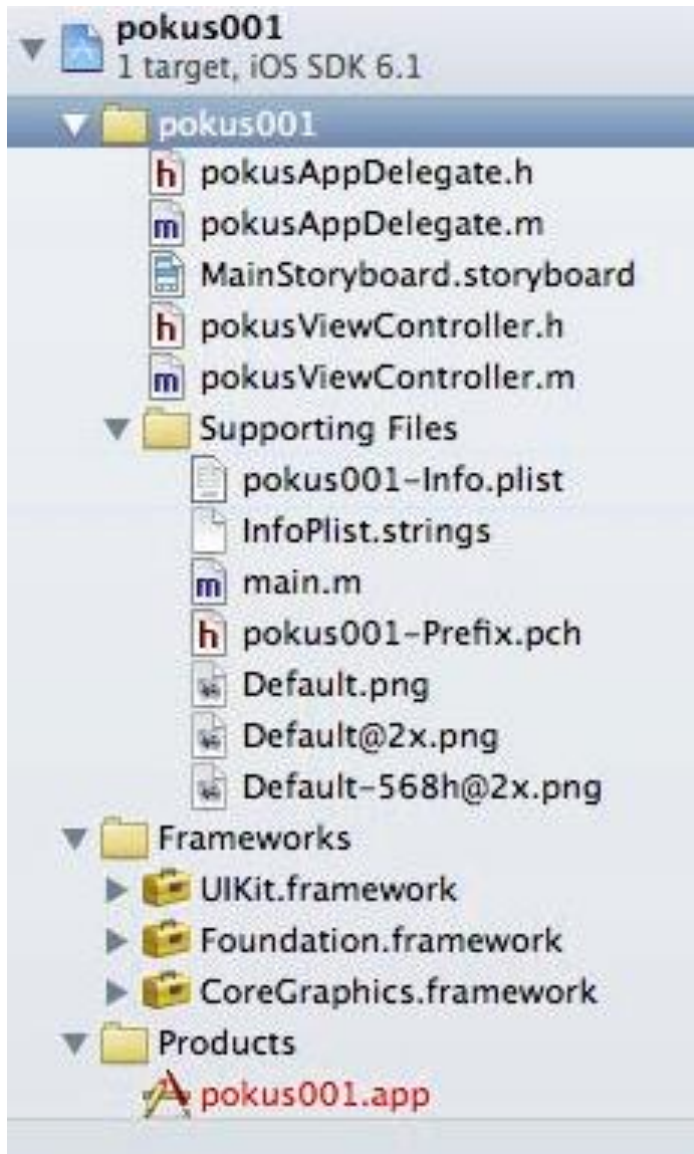 pokus001
1 target, iOS SDK 6.1
pokus001
h pokusAppDelegate.h
m pokusAppDelegate.m
MainStoryboard.storyboard
h pokusViewController.h
m pokusViewController.m
Supporting Files
pokus001-Info.plist
InfoPlist.strings
m main.m
h pokus001-Prefix.pch
Default.png
Default@2x.png
Default-568h@2x.png
Frameworks
UIKit.framework
Foundation.framework
CoreGraphics.framework
Products
pokus001.app